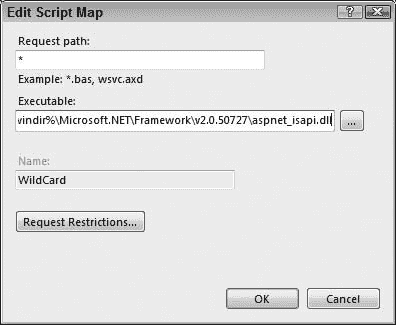 Edit Script Map
?
X
Request path:
*
Example: *.bas, wsvc.axd
Executable:
vindir%\Microsoft.NET\Framework\v2.0.50727\aspnet_isapi.dll
...
Name:
WildCard
Request Restrictions...
OK
Cancel